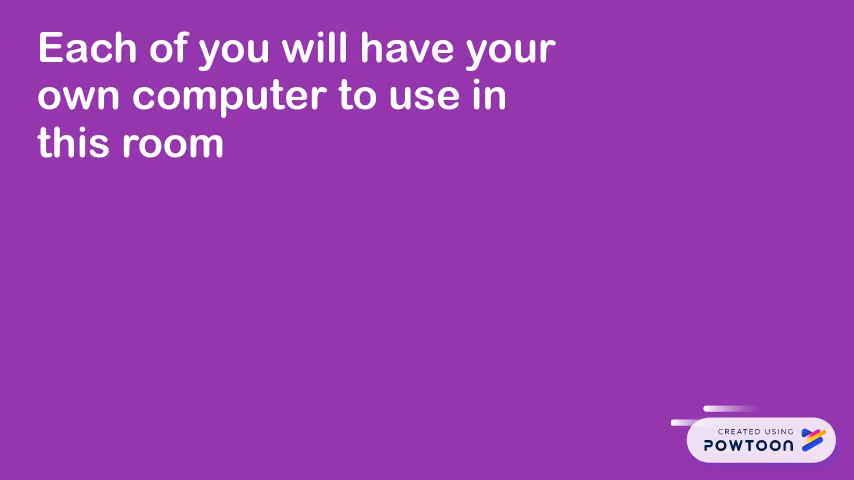 Each of you will have your
own computer to use in
this room
CREATED USING
POWTOON